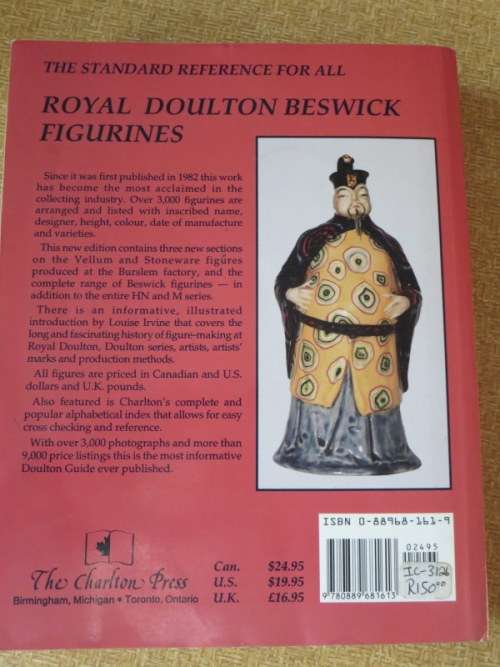 THE STANDARD REFERENCE FOR ALL
ROYAL DOULTON BESWICK
FIGURINES
Since it was first published in 1982 this work
has become the most acclaimed in the
collecting industry. Over 3,000 figurines are
arranged and listed with inscribed name,
designer, height, colour, date of manufacture
and varieties.
This new edition contains three new sections
on the Vellum and Stoneware figures
produced at the Burslem factory, and the
complete range of Beswick figurines — in
addition to the entire HN and M series.
There is an informative, illustrated
introduction by Louise Irvine that covers the
long and fascinating history of figure-making at
Royal Doulton, Doulton series, artists, artists'
marks and production methods.
All figures are priced in Canadian and U.S.
dollars and U.K. pounds.
Also featured is Charlton's complete and
popular alphabetical index that allows for easy
cross checking and reference.
With over 3,000 photographs and more than
9,000 price listings this is the most informative
Doulton Guide ever published.
The Charlton Press
Birmingham, Michigan • Toronto, Ontario
Can. $24.95
U.S. $19.95
U.K. £16.95
ISBN 0-88968-161-9
02495
IC-3126
R150.00
9 780889 681613